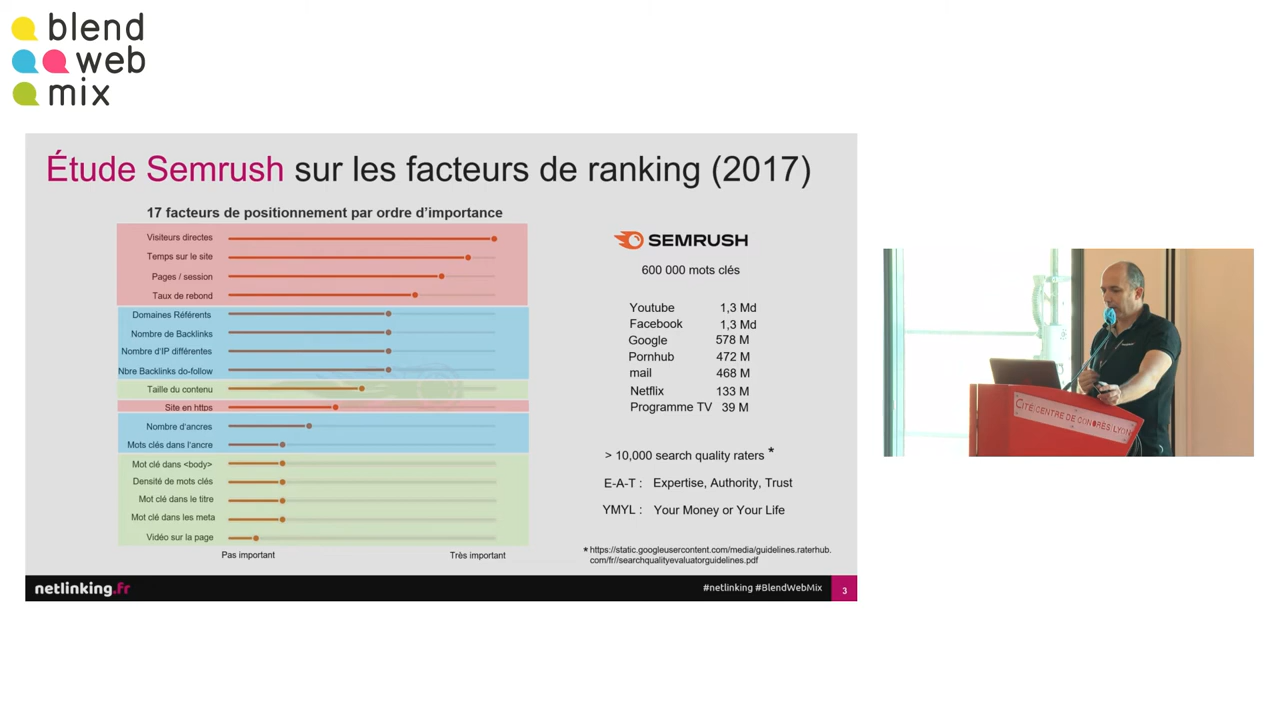 blend
web
mix
Étude Semrush sur les facteurs de ranking (2017)
17 facteurs de positionnement par ordre d'importance
Visiteurs directes
Temps sur le site
Pages / session
Taux de rebond
Domaines Référents
Nombre de Backlinks
Nombre d'IP différentes
Nbre Backlinks do-follow
Taille du contenu
Site en https
Nombre d'ancres
Mots clés dans l'ancre
Mot clé dans <body>
Densité de mots clés
Mot clé dans le titre
Mot clé dans les meta
Vidéo sur la page
Pas important Très important
SEMRUSH
600 000 mots clés
Youtube 1,3 Md
Facebook 1,3 Md
Google 578 M
Pornhub 472 M
mail 468 M
Netflix 133 M
Programme TV 39 M
> 10,000 search quality raters *
E-A-T : Expertise, Authority, Trust
YMYL : Your Money or Your Life
* https://static.googleusercontent.com/media/guidelines.raterhub.
com/fr//searchqualityevaluatorguidelines.pdf
netlinking.fr #netlinking #BlendWebMix 3
CITÉ CENTRE DE CONGRÈS LYON